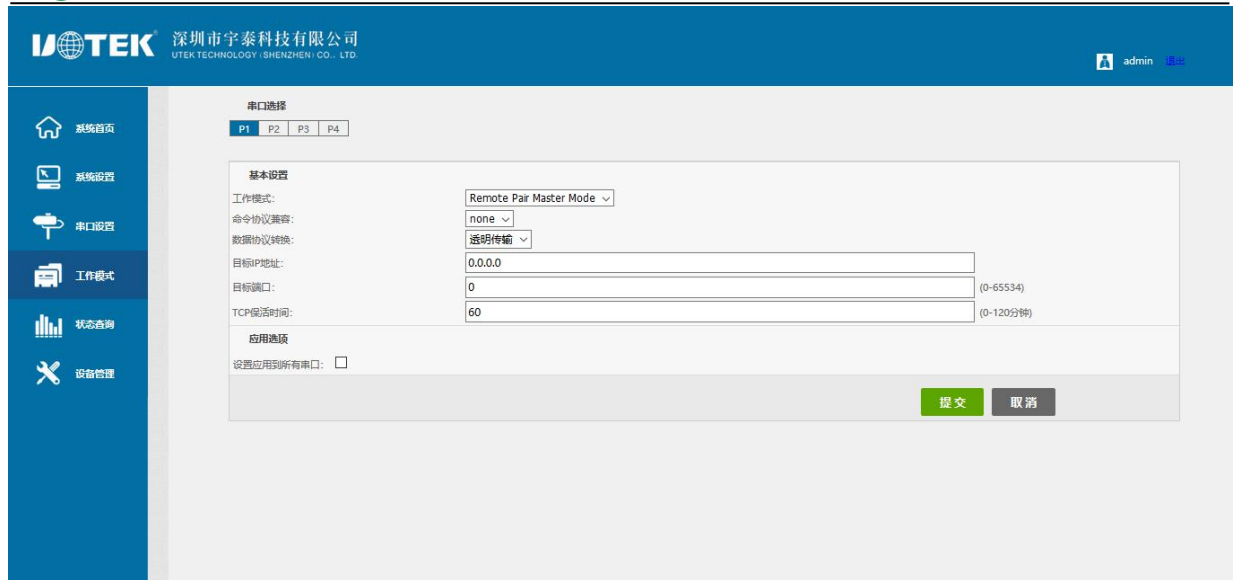 UTEK® 深圳市宇泰科技有限公司
UTEK TECHNOLOGY (SHENZHEN) CO., LTD.
admin 退出
串口选择
P1 P2 P3 P4
系统首页
系统设置
串口设置
工作模式
状态查询
设备管理
基本设置
工作模式: Remote Pair Master Mode
命令协议兼容: none
数据协议转换: 透明传输
目标IP地址: 0.0.0.0
目标端口: 0 (0-65534)
TCP保活时间: 60 (0-120分钟)
应用选项
设置应用到所有串口:
提交 取消